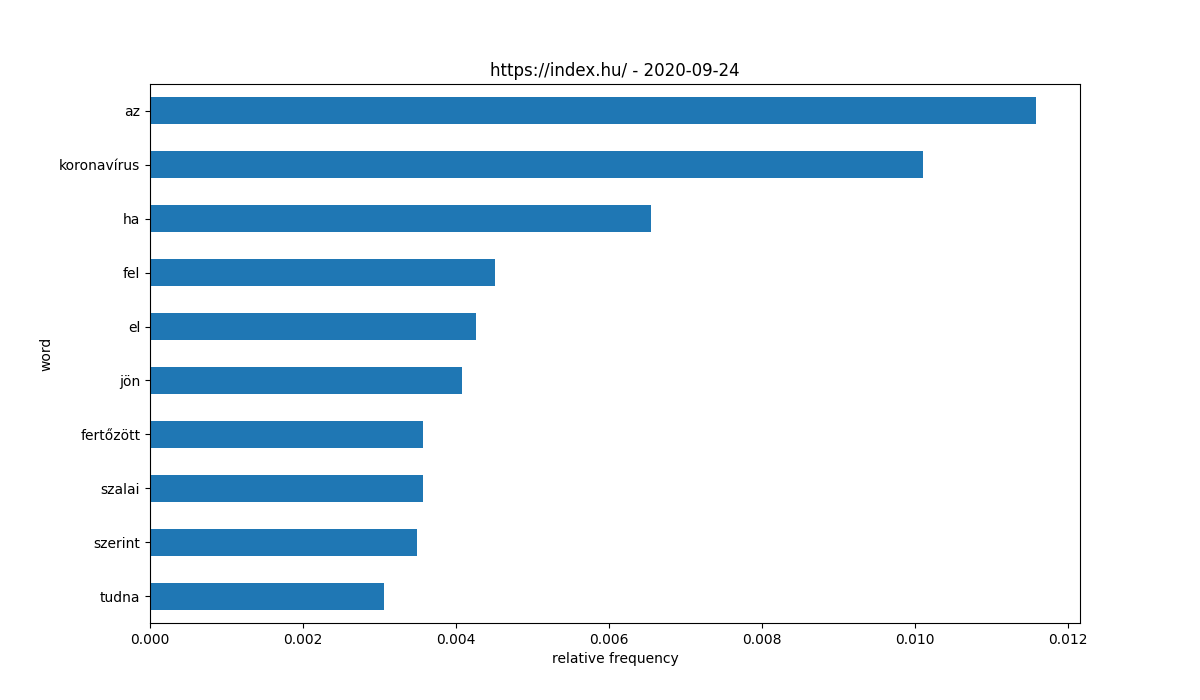 https://index.hu/ - 2020-09-24
az
koronavírus
ha
fel
el
jön
fertőzött
szalai
szerint
tudna
word
0.000 0.002 0.004 0.006 0.008 0.010 0.012
relative frequency